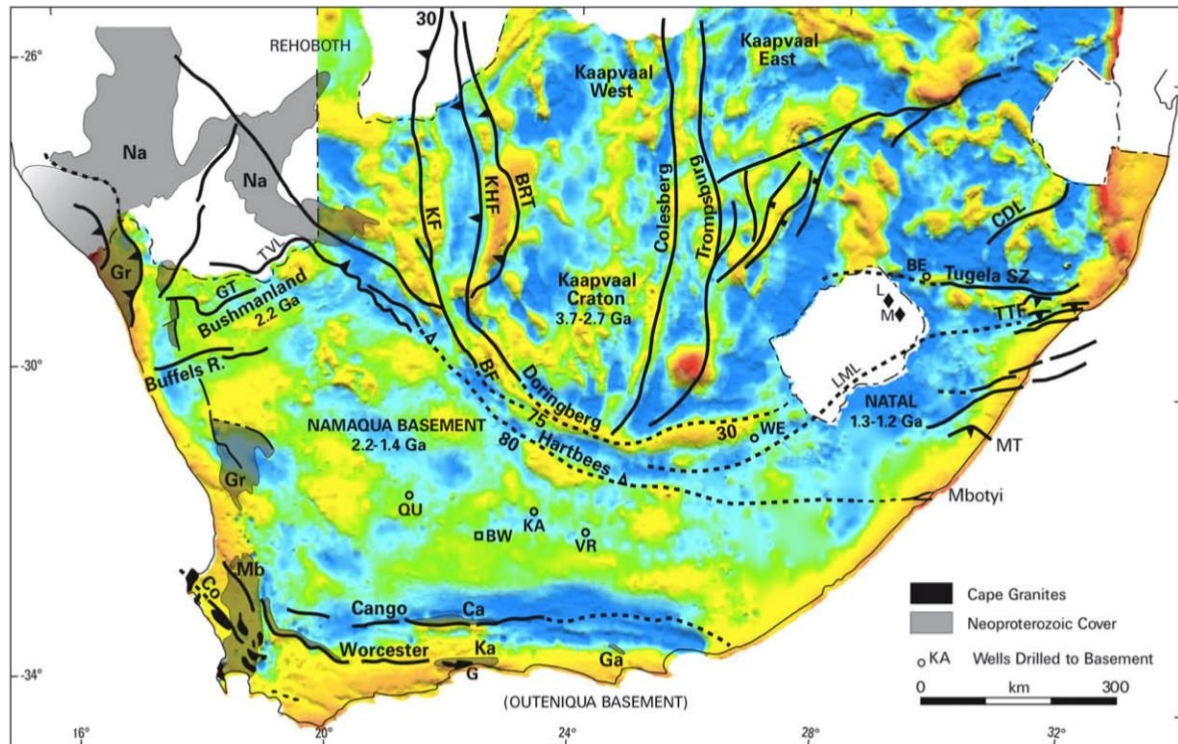 30
-26°
REHOBOTH
Kaapvaal
East
Kaapvaal
West
Na
Na
KF
KHF
BRT
Colesberg
Trompsburg
CDL
TVL
Gr
GT
Bushmanland
2.2 Ga
Kaapvaal
Craton
3.7-2.7 Ga
BE
Tugela SZ
L
M
TTF
-30°
Buffels R.
BF
Doringberg
LML
NATAL
1.3-1.2 Ga
NAMAQUA BASEMENT
2.2-1.4 Ga
75
80
Hartbees
30
WE
MT
Gr
Mbotyi
QU
KA
BW
VR
Mb
Co
Cango
Ca
Worcester
Ka
Ga
G
-34°
(OUTENIQUA BASEMENT)
Cape Granites
Neoproterozoic Cover
KA Wells Drilled to Basement
0 km 300
16° 20° 24° 28° 32°